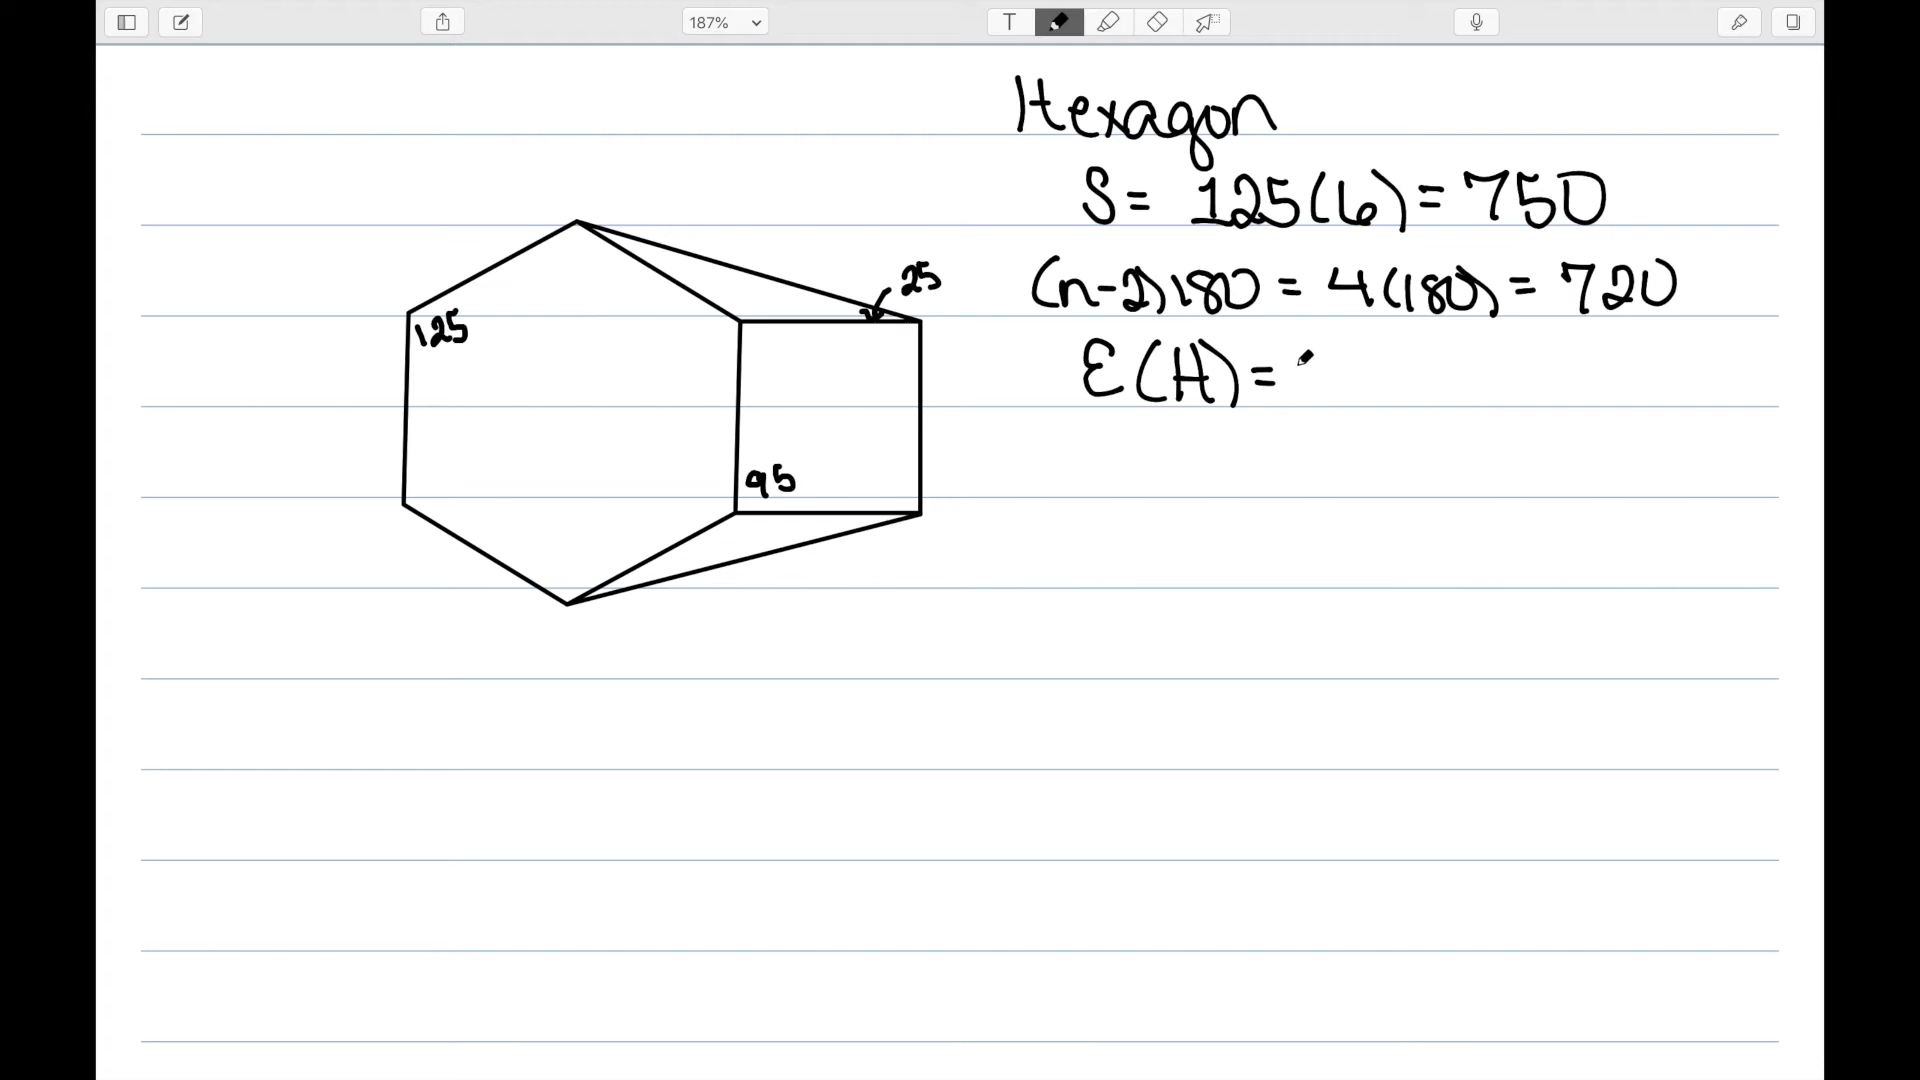 187%
T
Hexagon
S = 125(6) = 750
(n-2)180 = 4(180) = 720
E(H) =
25
125
95